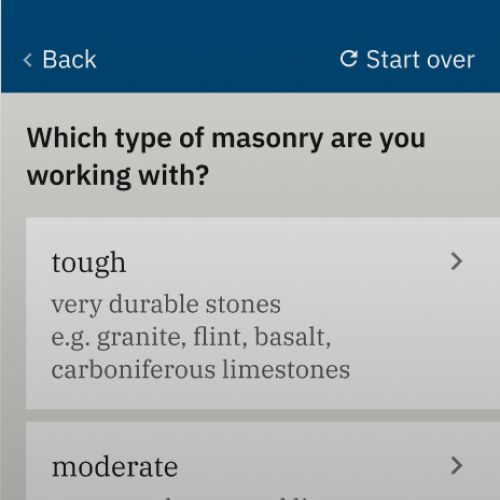 Back
Start over
Which type of masonry are you
working with?
tough
very durable stones
e.g. granite, flint, basalt,
carboniferous limestones
moderate